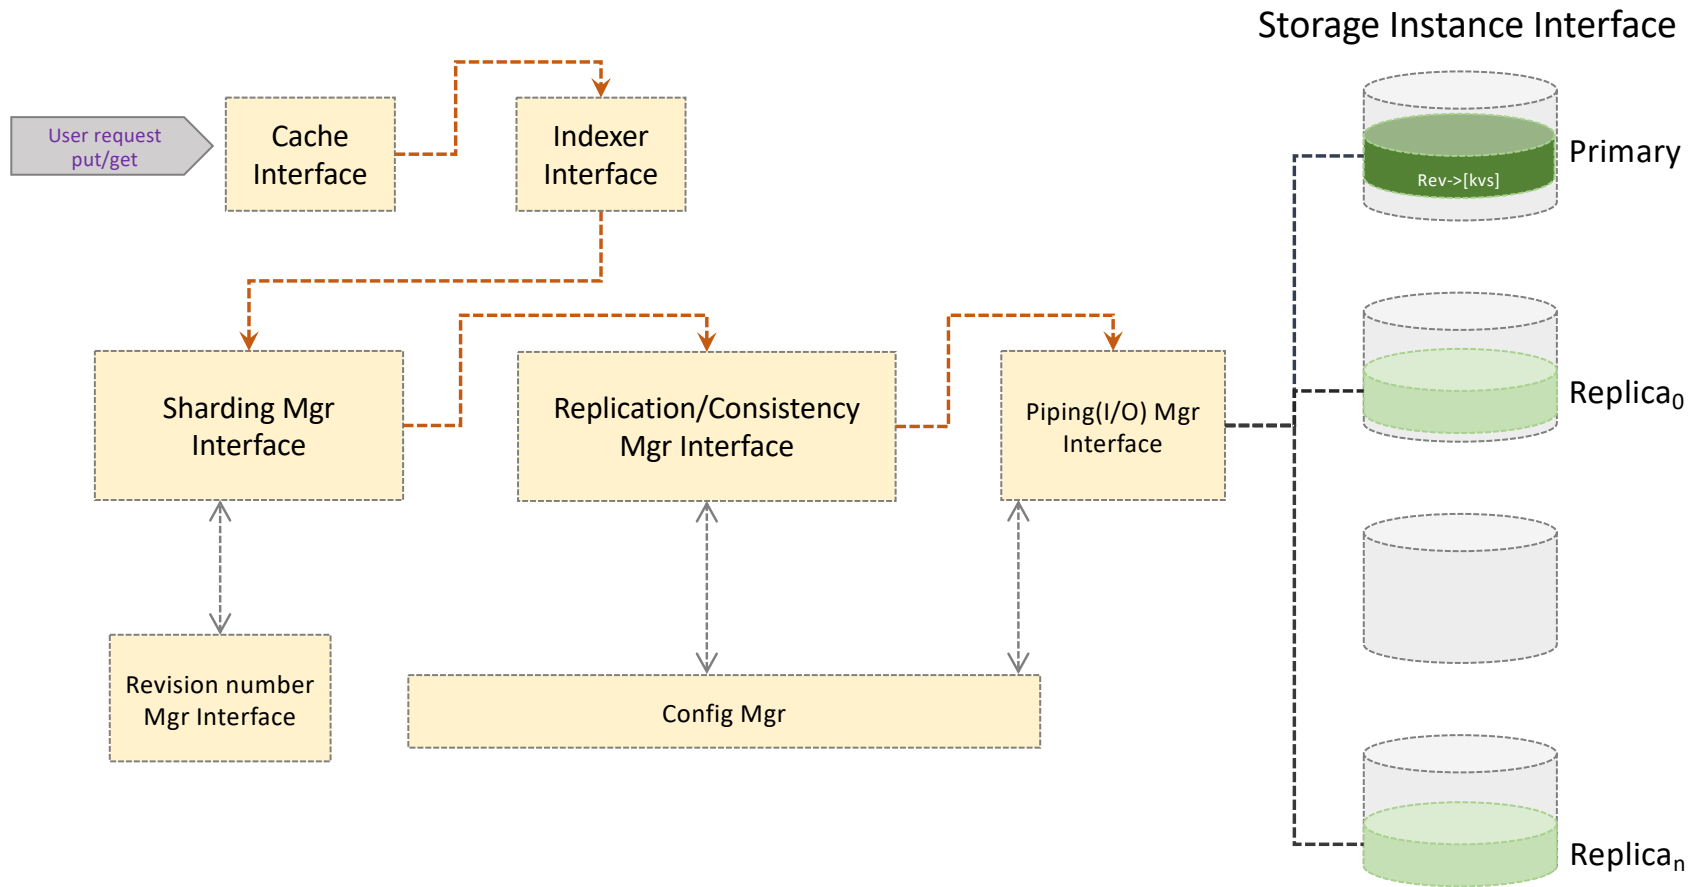 Storage Instance Interface
User request
put/get
Cache
Interface
Indexer
Interface
Primary
Rev->[kvs]
Sharding Mgr
Interface
Replication/Consistency
Mgr Interface
Piping(I/O) Mgr
Interface
Replica₀
Revision number
Mgr Interface
Config Mgr
Replicaₙ